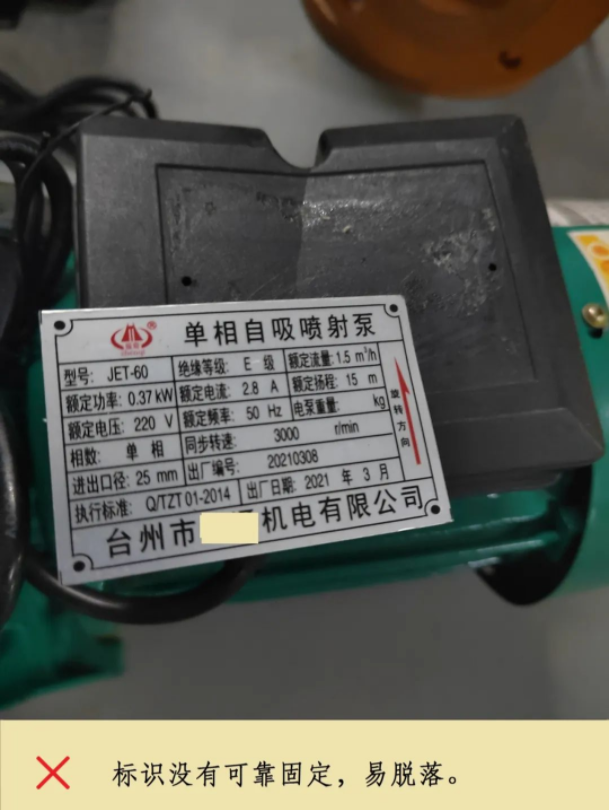 单相自吸喷射泵
®
型号: JET-60 绝缘等级: E 级 额定流量: 1.5 m³/h
额定功率: 0.37 kW 额定电流: 2.8 A 额定扬程: 15 m
额定电压: 220 V 额定频率: 50 Hz 电泵重量: kg
相数: 单相 同步转速: 3000 r/min
进出口径: 25 mm 出厂编号: 20210308
执行标准: Q/TZT 01-2014 出厂日期: 2021 年 3 月
旋转方向
台州市 机电有限公司
标识没有可靠固定，易脱落。